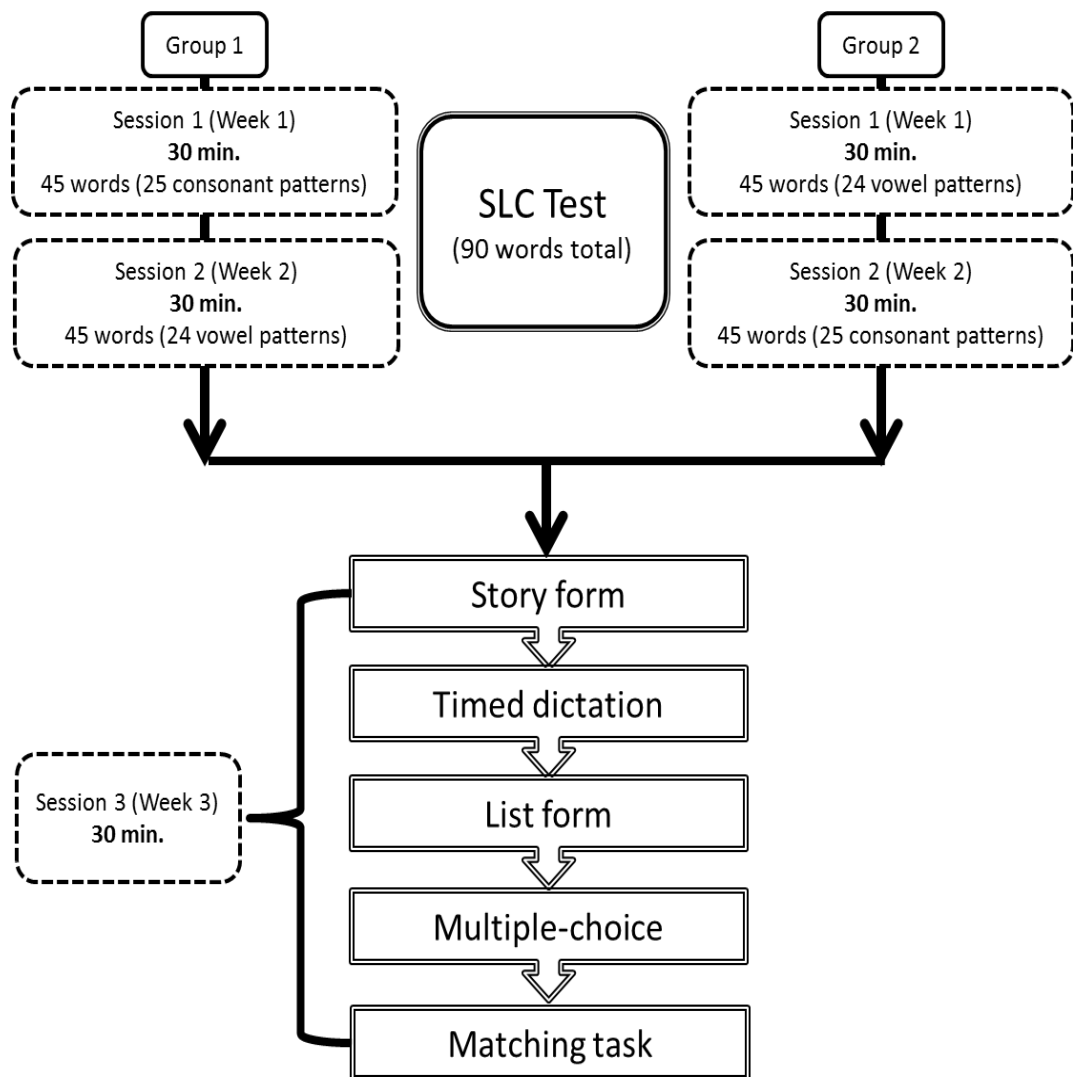 Group 1
Session 1 (Week 1)
30 min.
45 words (25 consonant patterns)
Session 2 (Week 2)
30 min.
45 words (24 vowel patterns)
SLC Test
(90 words total)
Group 2
Session 1 (Week 1)
30 min.
45 words (24 vowel patterns)
Session 2 (Week 2)
30 min.
45 words (25 consonant patterns)
Story form
Timed dictation
List form
Multiple-choice
Matching task
Session 3 (Week 3)
30 min.